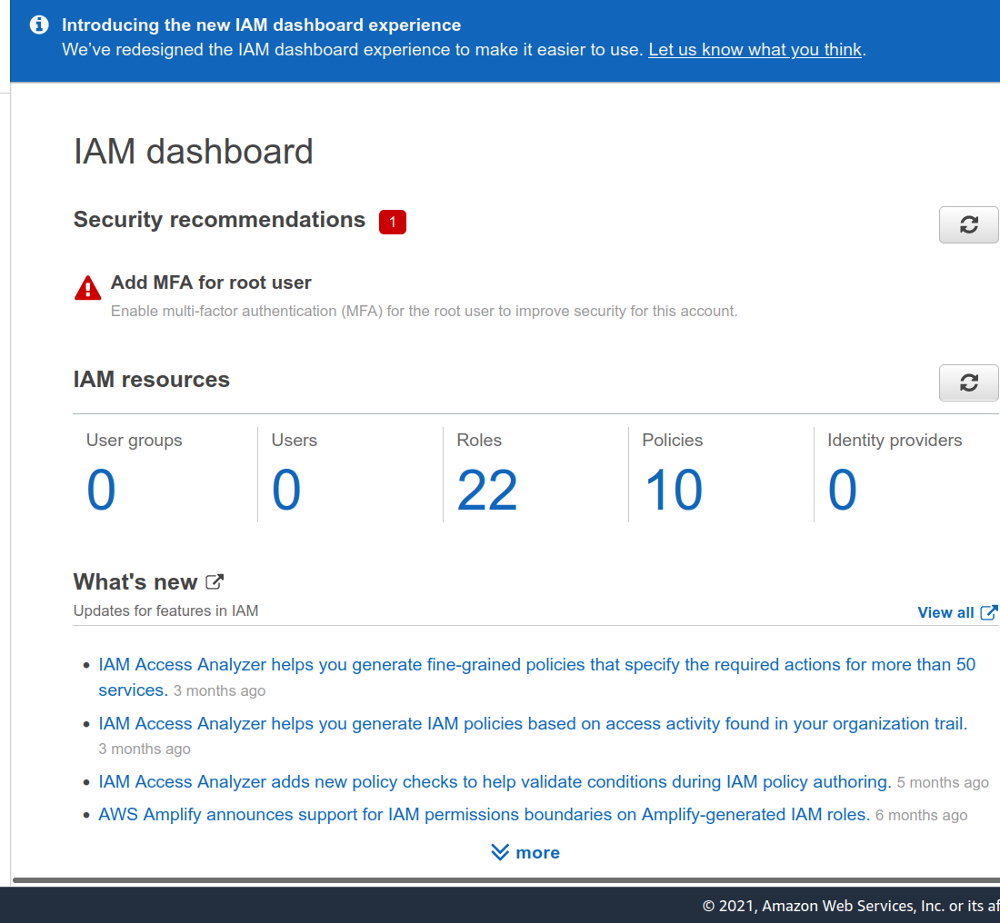 Introducing the new IAM dashboard experience
We’ve redesigned the IAM dashboard experience to make it easier to use. Let us know what you think.
IAM dashboard
Security recommendations 1
Add MFA for root user
Enable multi-factor authentication (MFA) for the root user to improve security for this account.
IAM resources
User groups Users Roles Policies Identity providers
0 0 22 10 0
What's new
Updates for features in IAM
View all
• IAM Access Analyzer helps you generate fine-grained policies that specify the required actions for more than 50
services. 3 months ago
• IAM Access Analyzer helps you generate IAM policies based on access activity found in your organization trail.
3 months ago
• IAM Access Analyzer adds new policy checks to help validate conditions during IAM policy authoring. 5 months ago
• AWS Amplify announces support for IAM permissions boundaries on Amplify-generated IAM roles. 6 months ago
more
© 2021, Amazon Web Services, Inc. or its af